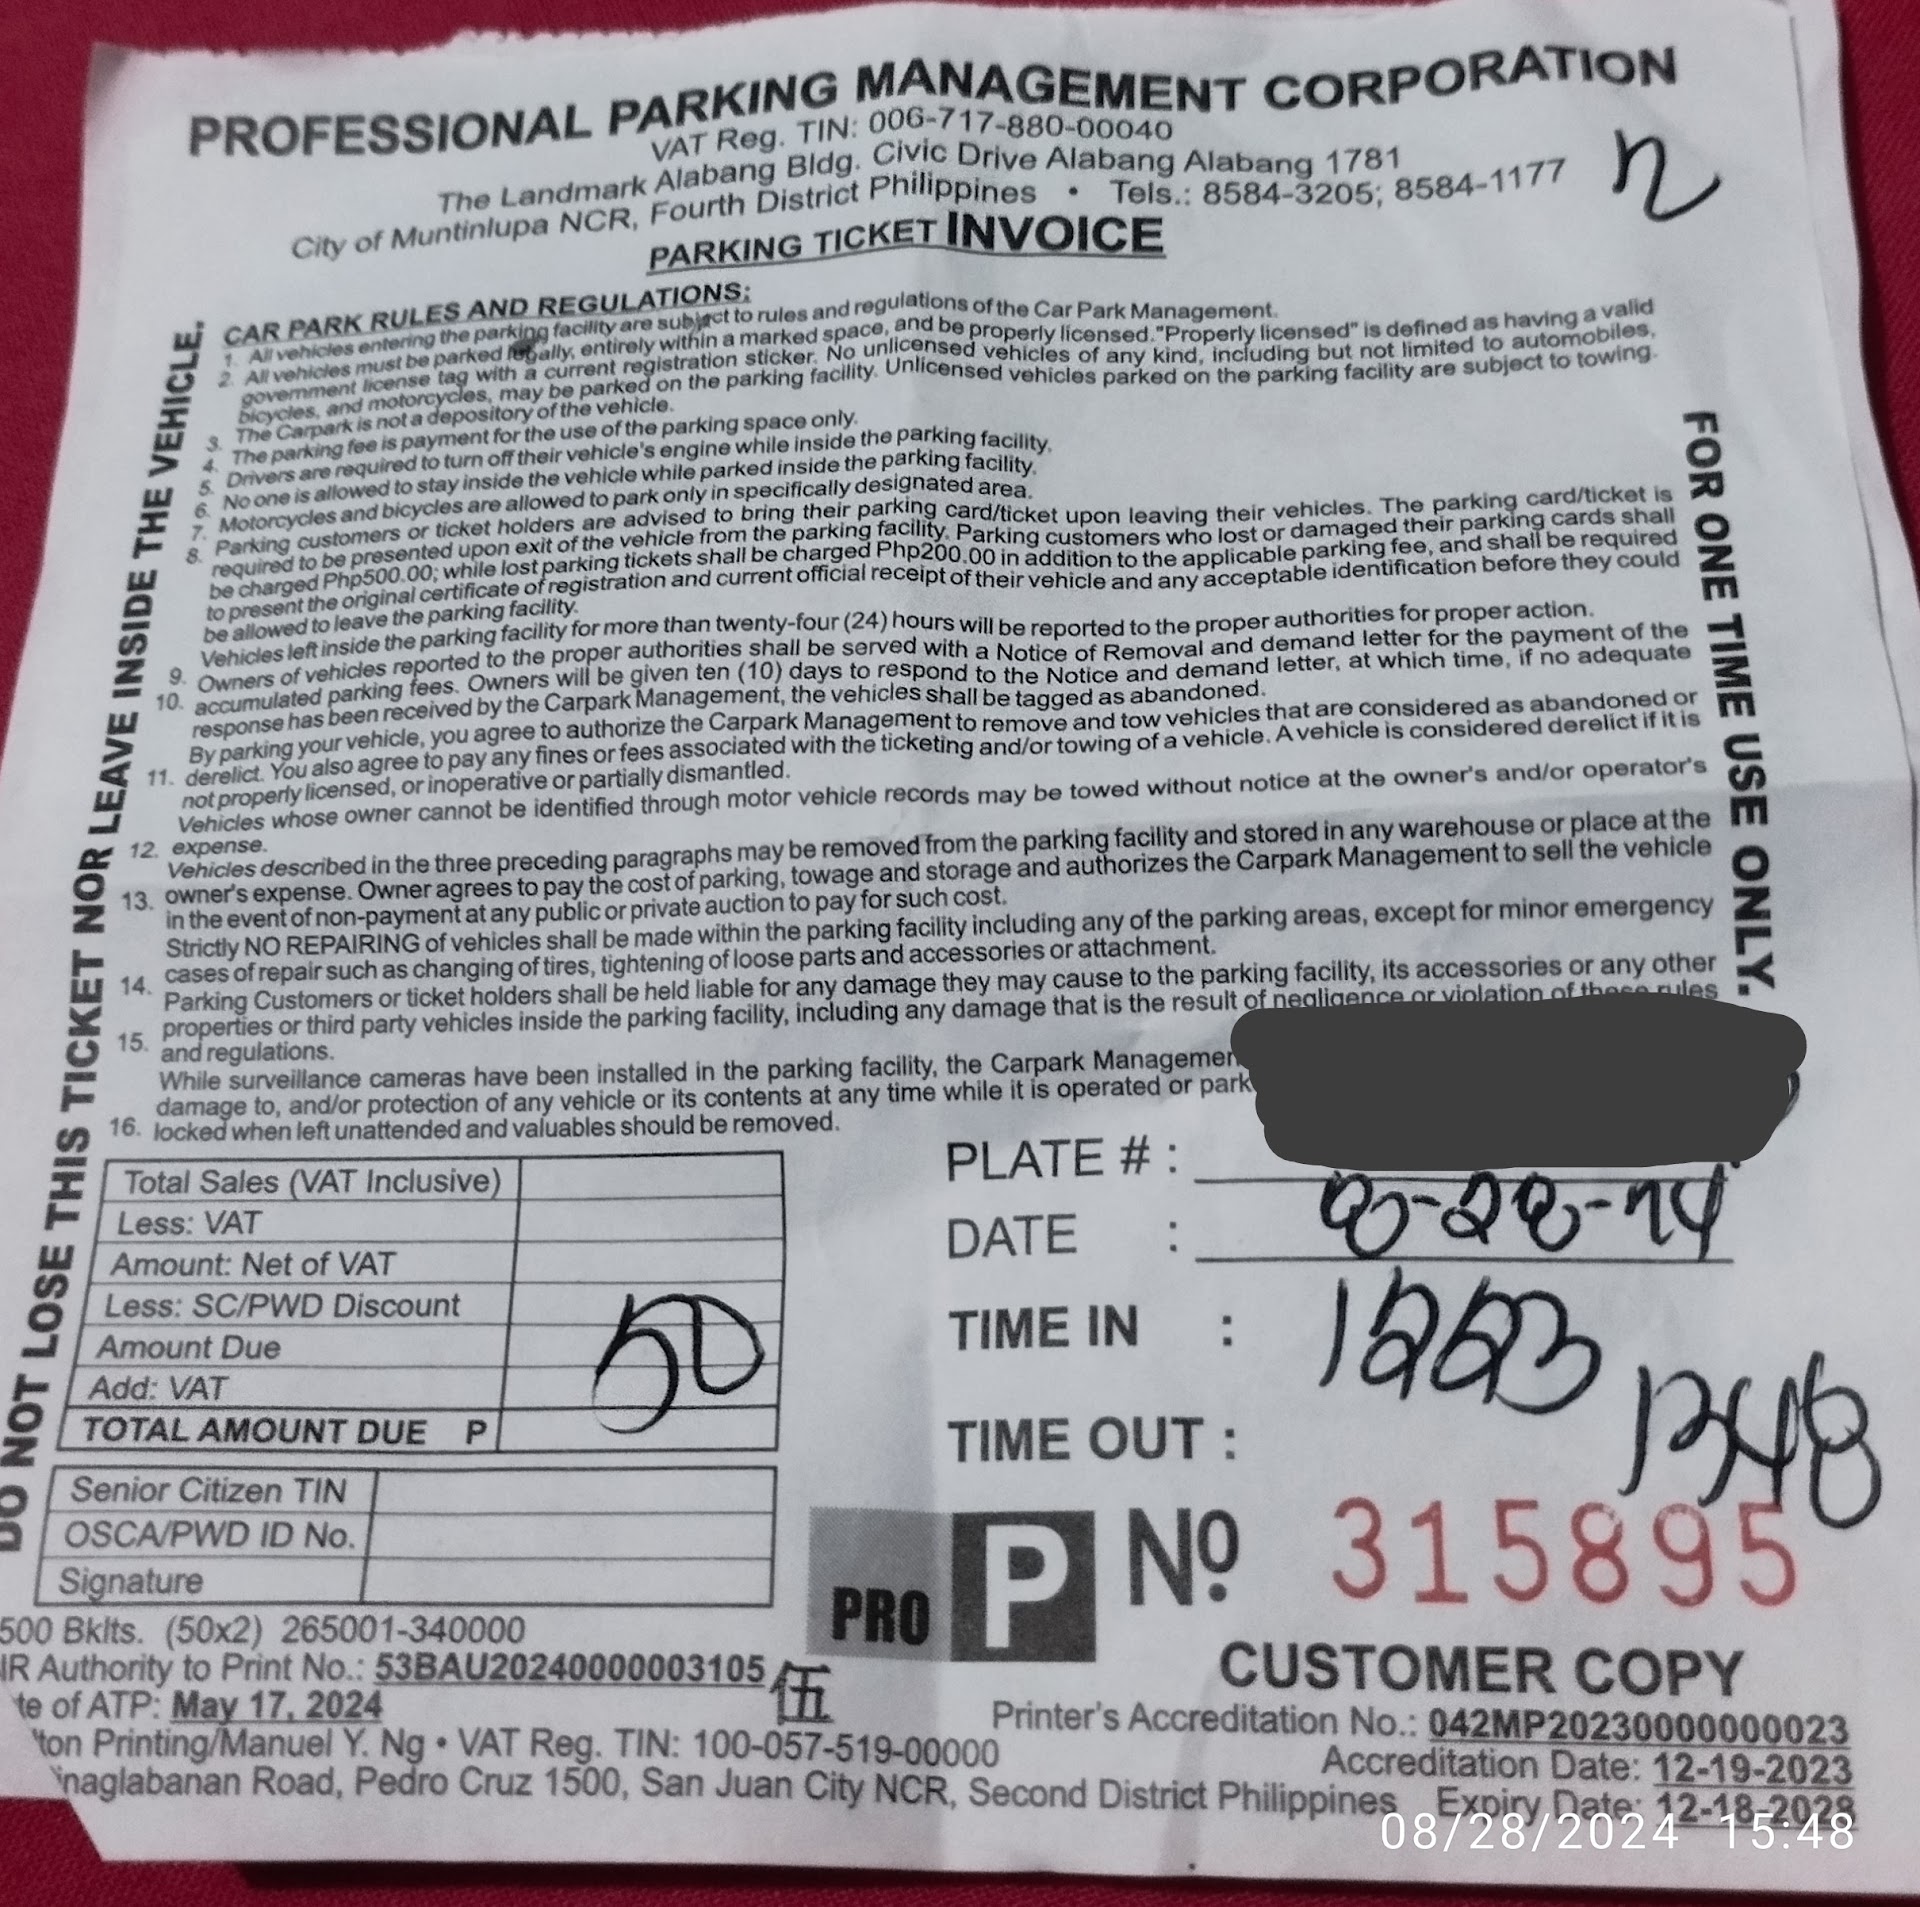 PROFESSIONAL PARKING MANAGEMENT CORPORATION
VAT Reg. TIN: 006-717-880-00040
The Landmark Alabang Bldg. Civic Drive Alabang Alabang 1781
City of Muntinlupa NCR, Fourth District Philippines • Tels.: 8584-3205; 8584-1177
PARKING TICKET INVOICE
DO NOT LOSE THIS TICKET NOR LEAVE INSIDE THE VEHICLE.
CAR PARK RULES AND REGULATIONS:
1. All vehicles entering the parking facility are subject to rules and regulations of the Car Park Management.
2. All vehicles must be parked legally, entirely within a marked space, and be properly licensed. "Properly licensed" is defined as having a valid
government license tag with a current registration sticker. No unlicensed vehicles of any kind, including but not limited to automobiles,
bicycles, and motorcycles, may be parked on the parking facility. Unlicensed vehicles parked on the parking facility are subject to towing.
3. The Carpark is not a depository of the vehicle.
4. The parking fee is payment for the use of the parking space only.
5. Drivers are required to turn off their vehicle's engine while inside the parking facility.
6. No one is allowed to stay inside the vehicle while parked inside the parking facility.
7. Motorcycles and bicycles are allowed to park only in specifically designated area.
8. Parking customers or ticket holders are advised to bring their parking card/ticket upon leaving their vehicles. The parking card/ticket is
required to be presented upon exit of the vehicle from the parking facility. Parking customers who lost or damaged their parking cards shall
be charged Php500.00; while lost parking tickets shall be charged Php200.00 in addition to the applicable parking fee, and shall be required
to present the original certificate of registration and current official receipt of their vehicle and any acceptable identification before they could
be allowed to leave the parking facility.
9. Vehicles left inside the parking facility for more than twenty-four (24) hours will be reported to the proper authorities for proper action.
10. Owners of vehicles reported to the proper authorities shall be served with a Notice of Removal and demand letter for the payment of the
accumulated parking fees. Owners will be given ten (10) days to respond to the Notice and demand letter, at which time, if no adequate
response has been received by the Carpark Management, the vehicles shall be tagged as abandoned.
11. By parking your vehicle, you agree to authorize the Carpark Management to remove and tow vehicles that are considered as abandoned or
derelict. You also agree to pay any fines or fees associated with the ticketing and/or towing of a vehicle. A vehicle is considered derelict if it is
not properly licensed, or inoperative or partially dismantled.
12. Vehicles whose owner cannot be identified through motor vehicle records may be towed without notice at the owner's and/or operator's
expense.
13. Vehicles described in the three preceding paragraphs may be removed from the parking facility and stored in any warehouse or place at the
owner's expense. Owner agrees to pay the cost of parking, towage and storage and authorizes the Carpark Management to sell the vehicle
in the event of non-payment at any public or private auction to pay for such cost.
14. Strictly NO REPAIRING of vehicles shall be made within the parking facility including any of the parking areas, except for minor emergency
cases of repair such as changing of tires, tightening of loose parts and accessories or attachment.
15. Parking Customers or ticket holders shall be held liable for any damage they may cause to the parking facility, its accessories or any other
properties or third party vehicles inside the parking facility, including any damage that is the result of negligence or violation of these rules
and regulations.
16. While surveillance cameras have been installed in the parking facility, the Carpark Managemen
damage to, and/or protection of any vehicle or its contents at any time while it is operated or park
locked when left unattended and valuables should be removed.
FOR ONE TIME USE ONLY.
Total Sales (VAT Inclusive)
Less: VAT
Amount: Net of VAT
Less: SC/PWD Discount
Amount Due
Add: VAT
TOTAL AMOUNT DUE P
50
PLATE # :
DATE : 8-28-24
TIME IN : 1253
TIME OUT : 1548
Senior Citizen TIN
OSCA/PWD ID No.
Signature
PRO P
No. 315895
CUSTOMER COPY
500 Bklts. (50x2) 265001-340000
IR Authority to Print No.: 53BAU20240000003105
te of ATP: May 17, 2024
伍
ton Printing/Manuel Y. Ng • VAT Reg. TIN: 100-057-519-00000
inaglabanan Road, Pedro Cruz 1500, San Juan City NCR, Second District Philippines
Printer's Accreditation No.: 042MP20230000000023
Accreditation Date: 12-19-2023
Expiry Date: 12-18-2028
08/28/2024 15:48